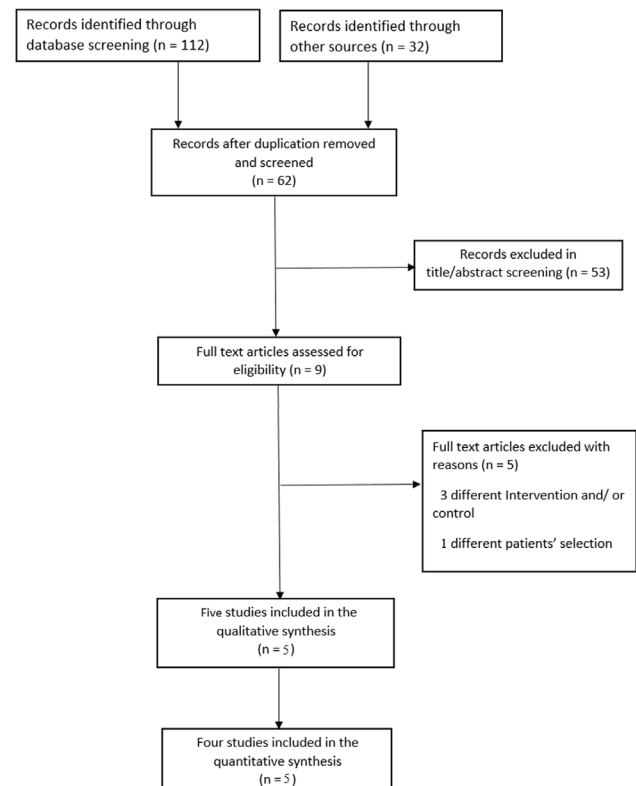 Records identified through
database screening (n = 112)
Records identified through
other sources (n = 32)
Records after duplication removed
and screened
(n = 62)
Records excluded in
title/abstract screening (n = 53)
Full text articles assessed for
eligibility (n = 9)
Full text articles excluded with
reasons (n = 5)
3 different Intervention and/ or
control
1 different patients’ selection
Five studies included in the
qualitative synthesis
(n = 5)
Four studies included in the
quantitative synthesis
(n = 5)